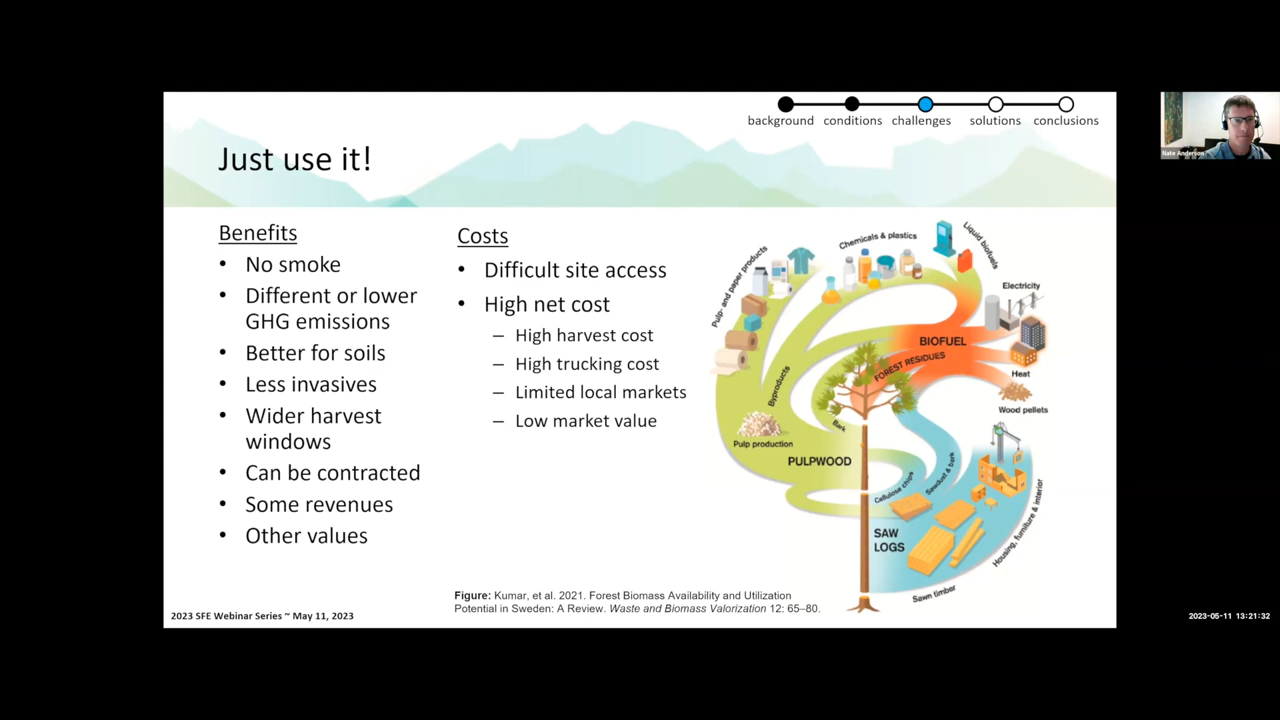 background conditions challenges solutions conclusions
Just use it!
Benefits
• No smoke
• Different or lower
GHG emissions
• Better for soils
• Less invasives
• Wider harvest
windows
• Can be contracted
• Some revenues
• Other values
Costs
• Difficult site access
• High net cost
– High harvest cost
– High trucking cost
– Limited local markets
– Low market value
Pulp- and paper products
Chemicals & plastics
Liquid biofuels
Electricity
BIOFUEL
FOREST RESIDUES
Heat
Wood pellets
Byproducts
Bark
Pulp production
PULPWOOD
Cellulose chips
Sawdust & bark
SAW
LOGS
Housing, furniture & interior
Sawn timber
Figure: Kumar, et al. 2021. Forest Biomass Availability and Utilization
Potential in Sweden: A Review. Waste and Biomass Valorization 12: 65–80.
2023 SFE Webinar Series ~ May 11, 2023
Nate Anderson
2023-05-11 13:21:32